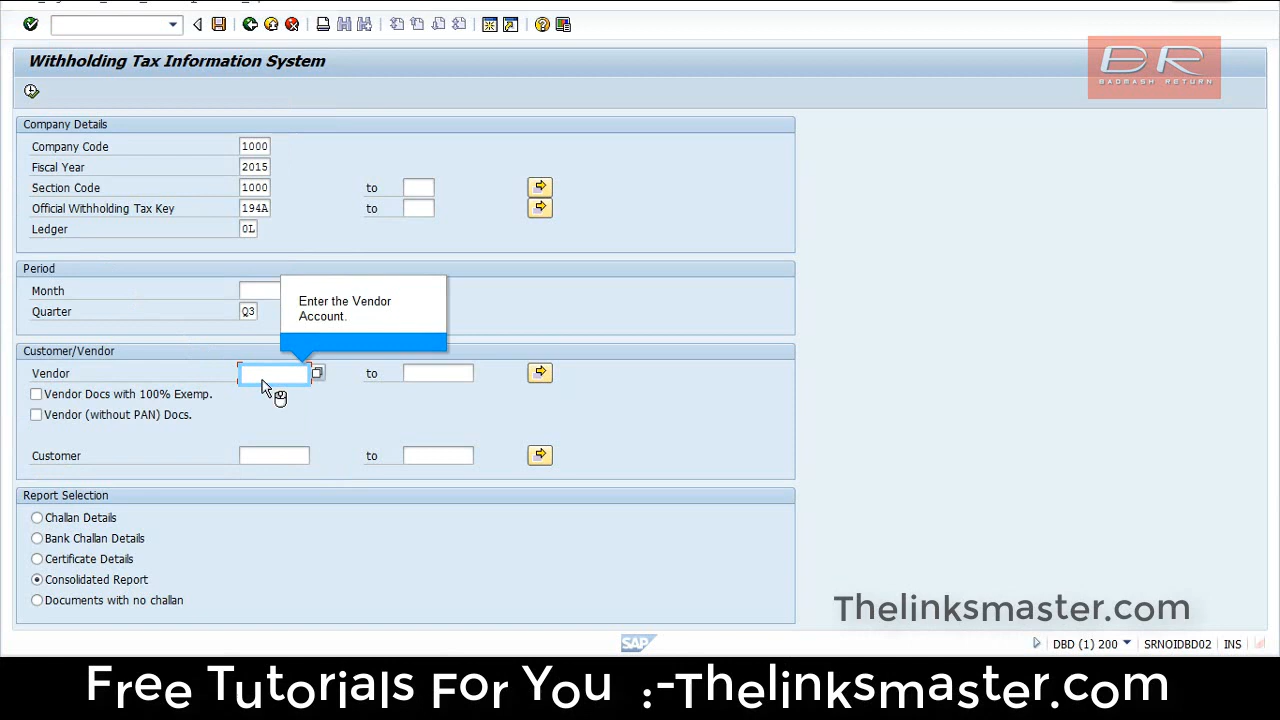 Withholding Tax Information System
BR
BADMASH RETURN
Company Details
Company Code 1000
Fiscal Year 2015
Section Code 1000 to
Official Withholding Tax Key 194A to
Ledger 0L
Period
Month
Enter the Vendor
Account.
Quarter Q3
Customer/Vendor
Vendor to
Vendor Docs with 100% Exemp.
Vendor (without PAN) Docs.
Customer to
Report Selection
Challan Details
Bank Challan Details
Certificate Details
Consolidated Report
Documents with no challan
Thelinksmaster.com
SAP DBD (1) 200 SRNOIDBD02 INS
Free Tutorials For You :-Thelinksmaster.com